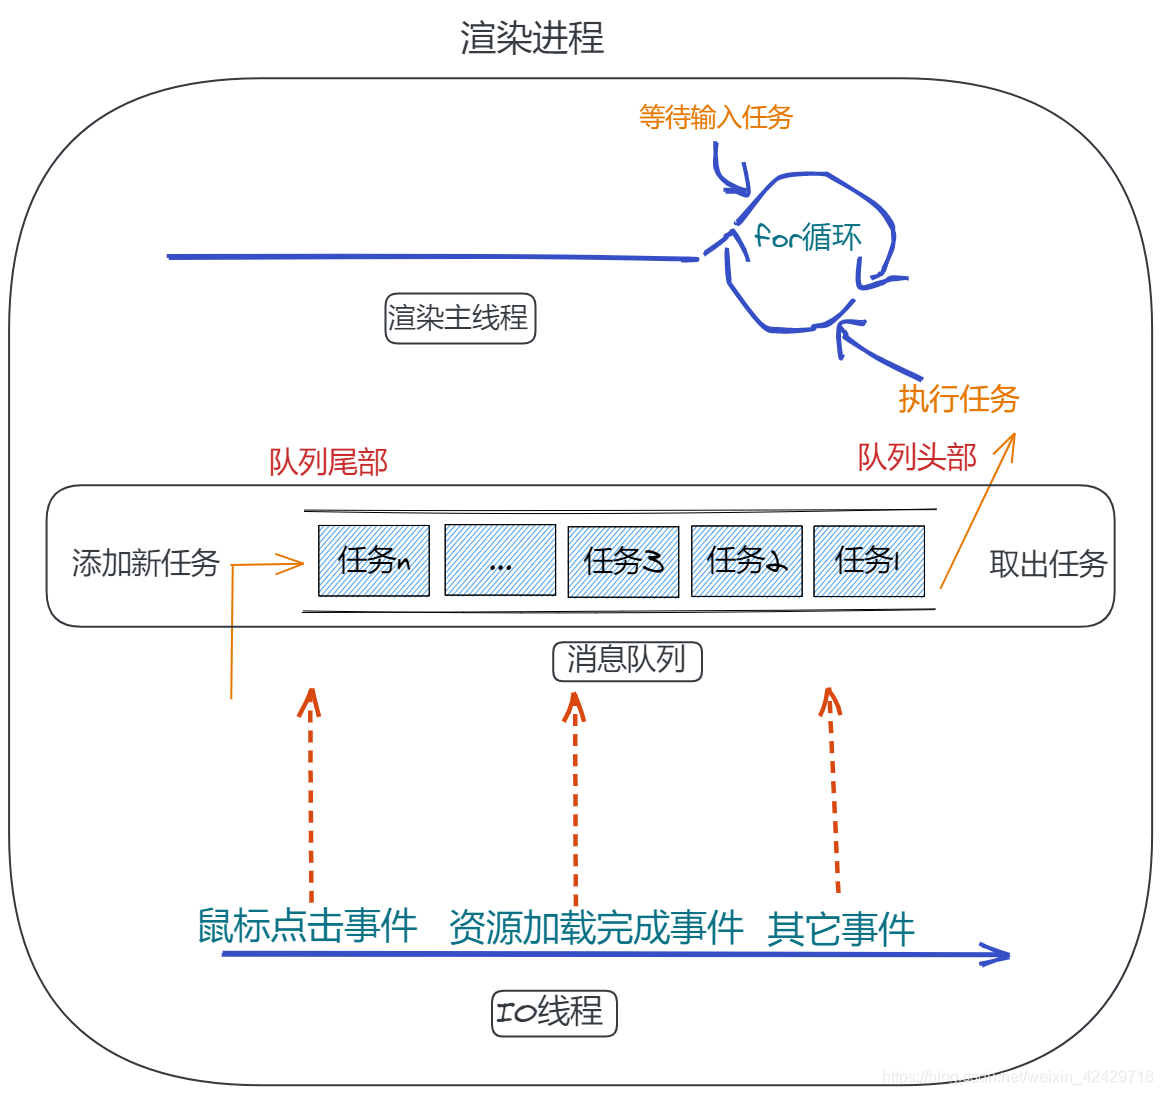 渲染进程
等待输入任务
for循环
渲染主线程
执行任务
队列尾部
队列头部
添加新任务
任务n
...
任务3
任务2
任务1
取出任务
消息队列
鼠标点击事件
资源加载完成事件
其它事件
IO线程
https://blog.csdn.net/weixin_42429718